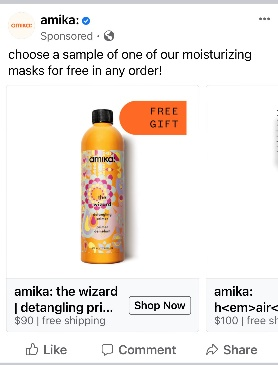 amika:
Sponsored ·
choose a sample of one of our moisturizing
masks for free in any order!
FREE
GIFT
amika:
the
wizard
detangling
primer
amika: the wizard
| detangling pri...
$90 | free shipping
Shop Now
amika:
h<em>air<
$100 | free sh
Like
Comment
Share